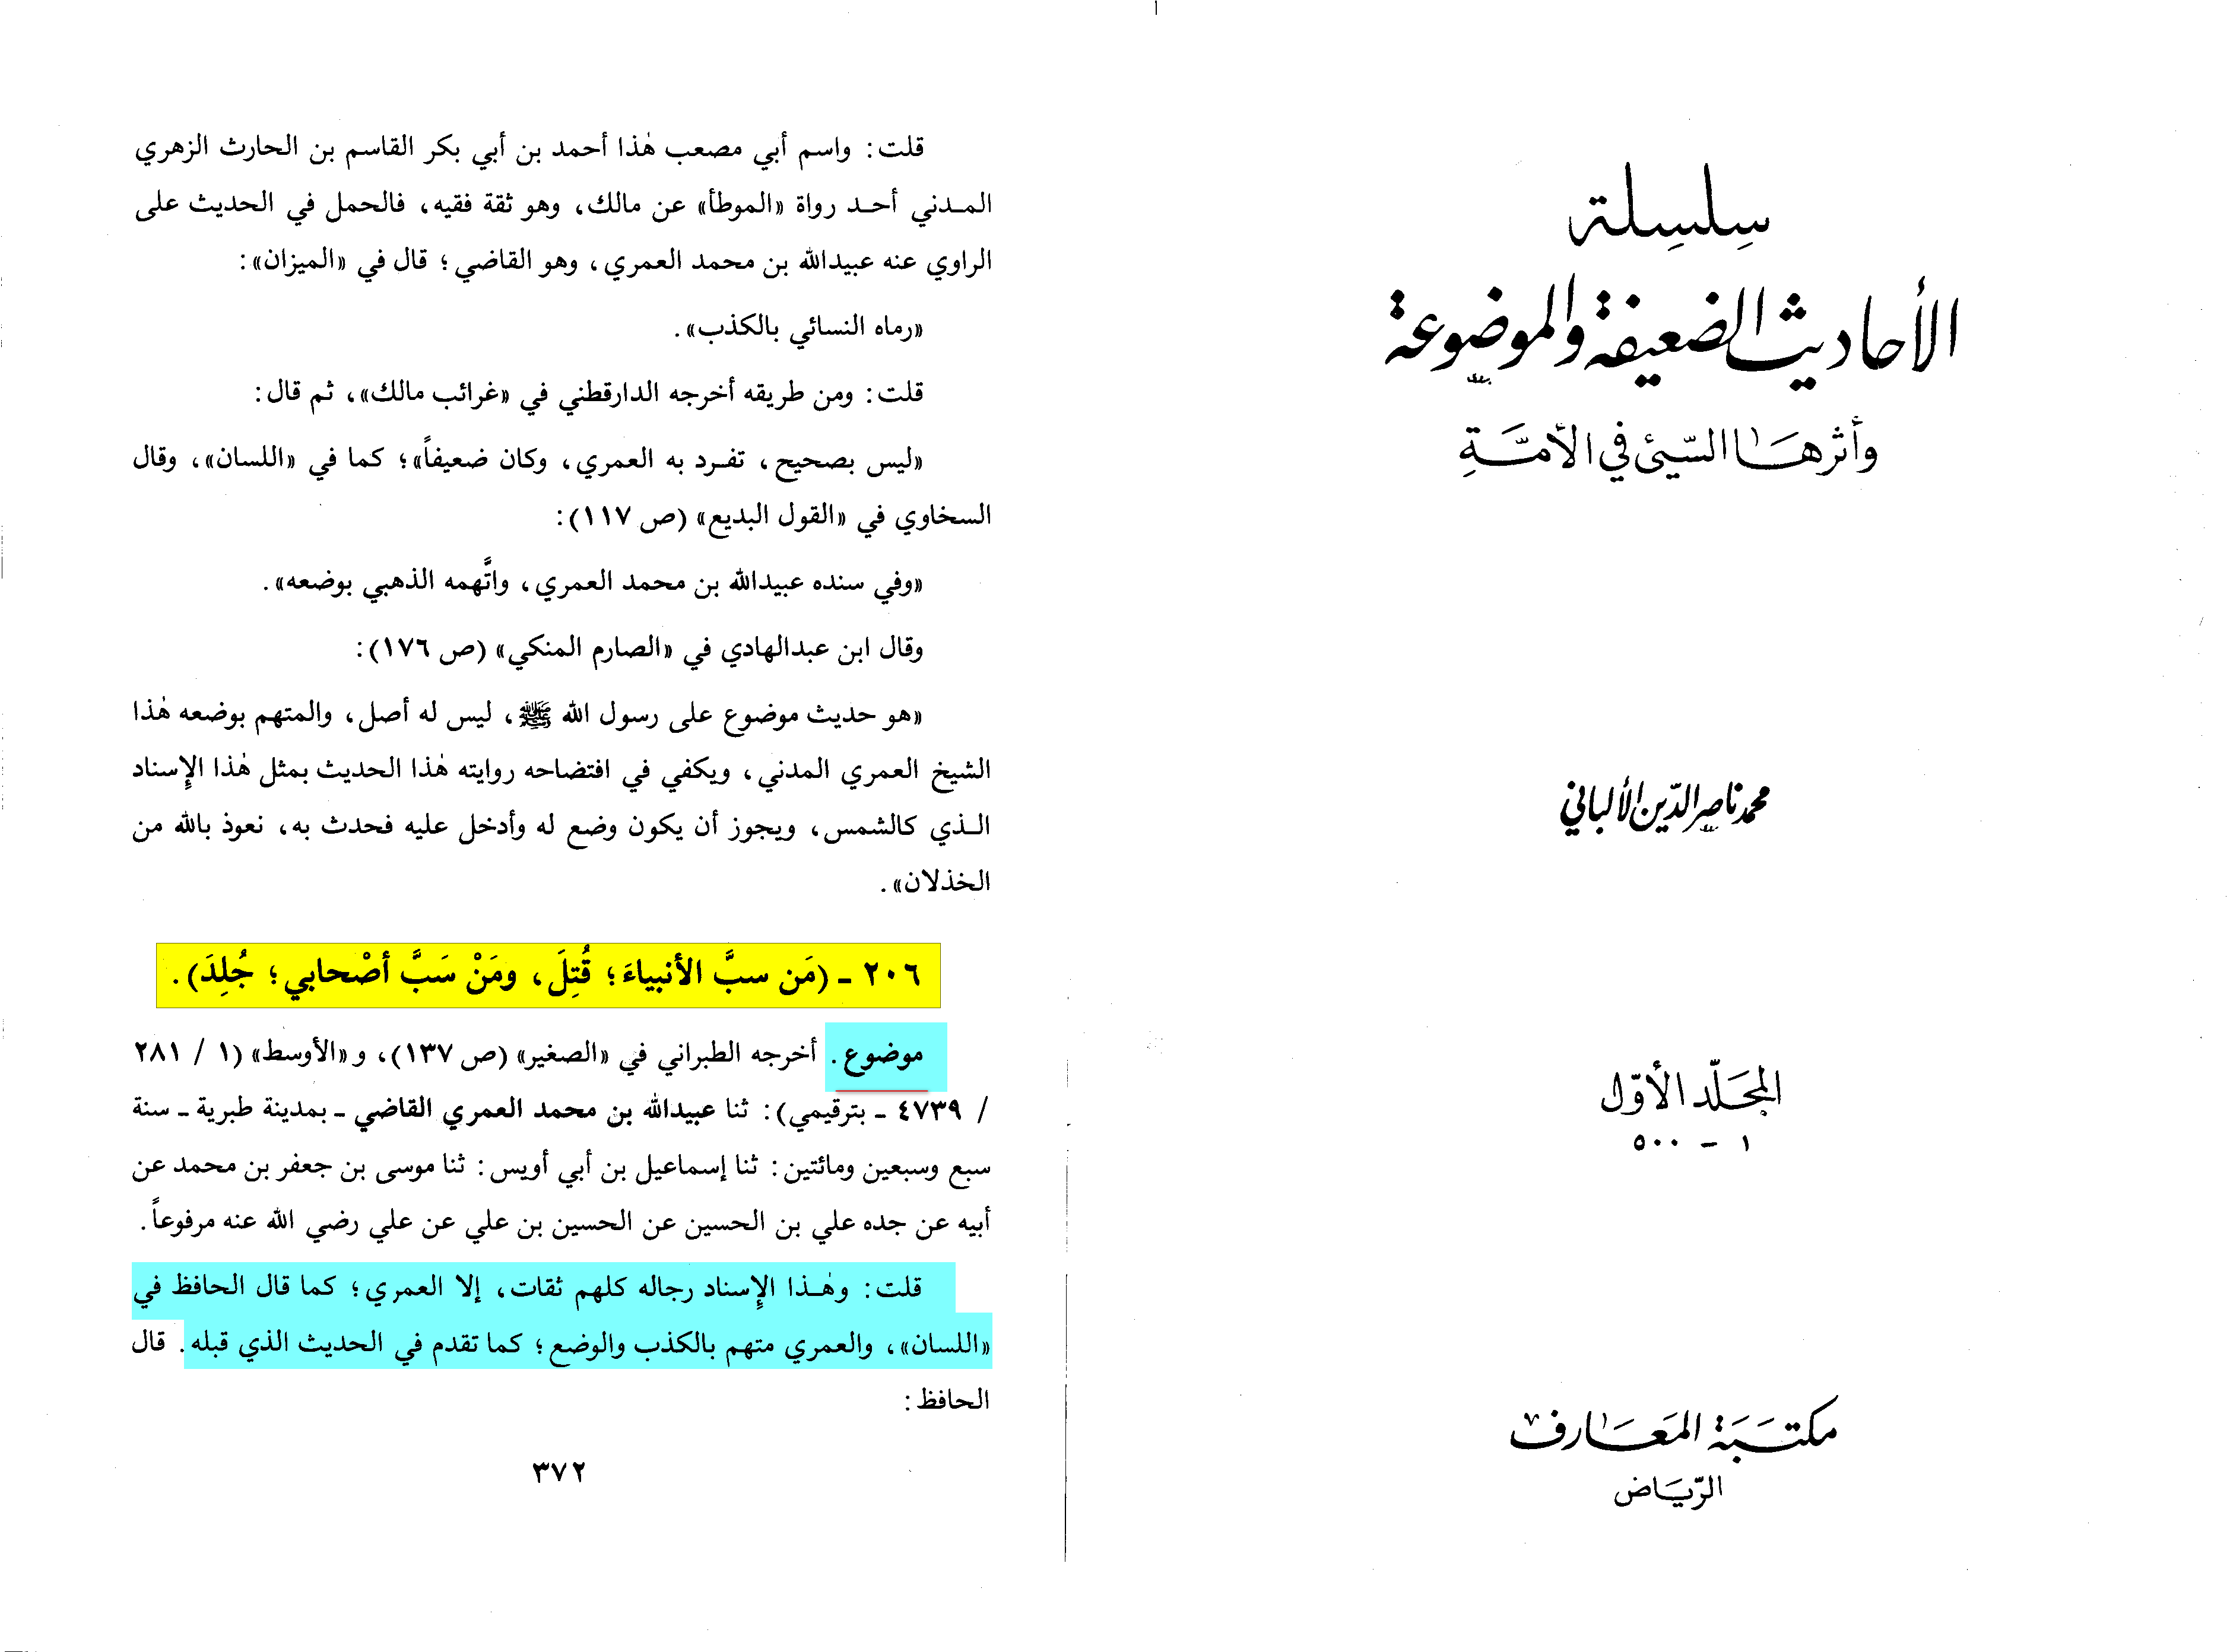 سلسلة
الأحاديث الضعيفة والموضوعة
وأثرها السيئ في الأمة
محمد ناصر الدين الألباني
المجلد الأول
١ - ٥٠٠
مكتبة المعارف
الرياض
قلت: واسم أبي مصعب هٰذا أحمد بن أبي بكر القاسم بن الحارث الزهري
المدني أحد رواة «الموطأ» عن مالك، وهو ثقة فقيه، فالحمل في الحديث على
الراوي عنه عبيدالله بن محمد العمري، وهو القاضي؛ قال في «الميزان»:
«رماه النسائي بالكذب».
قلت: ومن طريقه أخرجه الدارقطني في «غرائب مالك»، ثم قال:
«ليس بصحيح، تفرد به العمري، وكان ضعيفاً»؛ كما في «اللسان»، وقال
السخاوي في «القول البديع» (ص ١١٧):
«وفي سنده عبيدالله بن محمد العمري، واتَّهمه الذهبي بوضعه».
وقال ابن عبدالهادي في «الصارم المنكي» (ص ١٧٦):
«هو حديث موضوع على رسول الله ﷺ، ليس له أصل، والمتهم بوضعه هٰذا
الشيخ العمري المدني، ويكفي في افتضاحه روايته هٰذا الحديث بمثل هٰذا الإسناد
الذي كالشمس، ويجوز أن يكون وضع له وأدخل عليه فحدث به، نعوذ بالله من
الخذلان».
٢٠٦ - (مَن سبَّ الأنبياءَ؛ قُتِلَ، ومَنْ سَبَّ أصْحابي؛ جُلِدَ).
موضوع. أخرجه الطبراني في «الصغير» (ص ١٣٧)، و«الأوسط» (١ / ٢٨١
/ ٤٧٣٩ - بترقيمي): ثنا عبيدالله بن محمد العمري القاضي - بمدينة طبرية - سنة
سبع وسبعين ومائتين: ثنا إسماعيل بن أبي أويس: ثنا موسى بن جعفر بن محمد عن
أبيه عن جده علي بن الحسين عن الحسين بن علي عن علي رضي الله عنه مرفوعاً.
قلت: وهٰذا الإسناد رجاله كلهم ثقات، إلا العمري؛ كما قال الحافظ في
«اللسان»، والعمري متهم بالكذب والوضع؛ كما تقدم في الحديث الذي قبله. قال
الحافظ:
٣٧٢